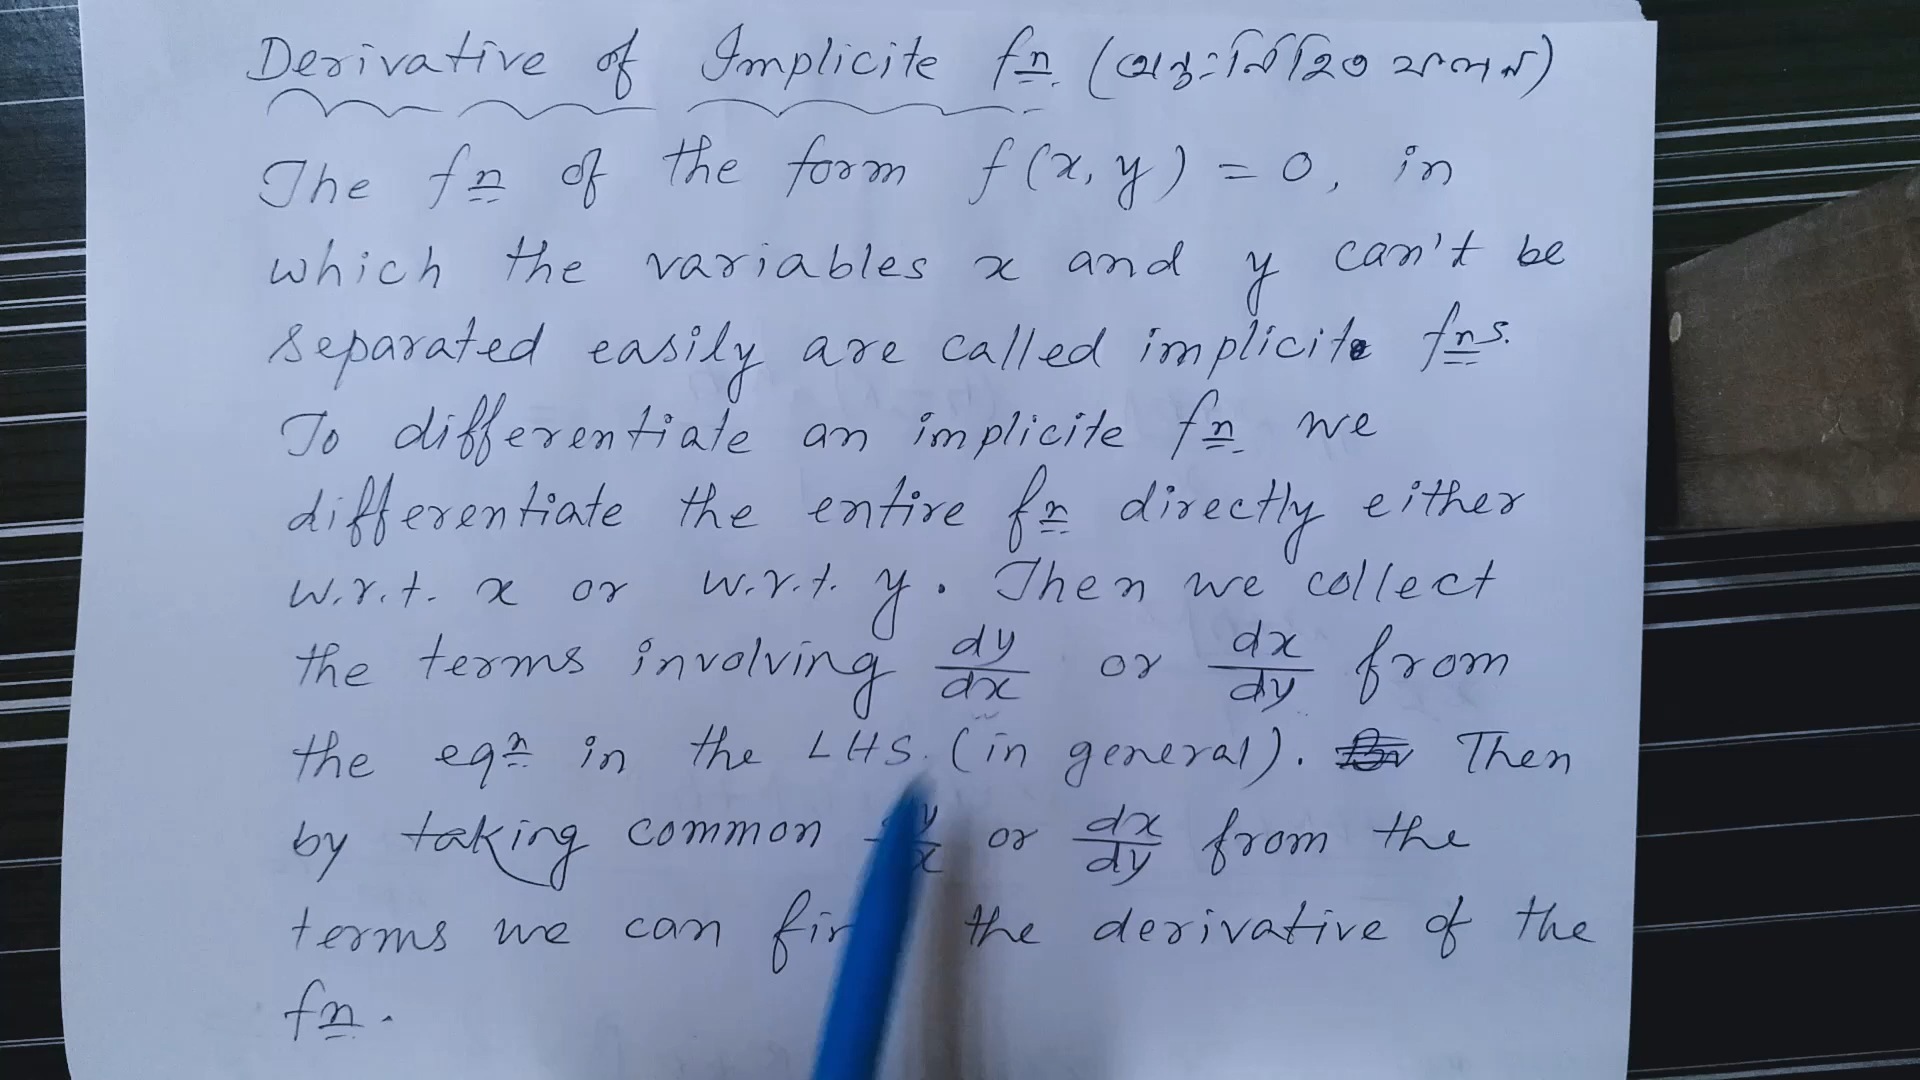 Derivative of Implicite fn. (অন্তঃনিহিত ফলন)
The fn of the form f(x, y) = 0, in
which the variables x and y can't be
separated easily are called implicit fns.
To differentiate an implicite fn. we
differentiate the entire fn directly either
w.r.t. x or w.r.t. y. Then we collect
the terms involving dy/dx or dx/dy from
the eqn in the LHS. (in general). Then
by taking common or dx/dy from the
terms we can the derivative of the
fn.